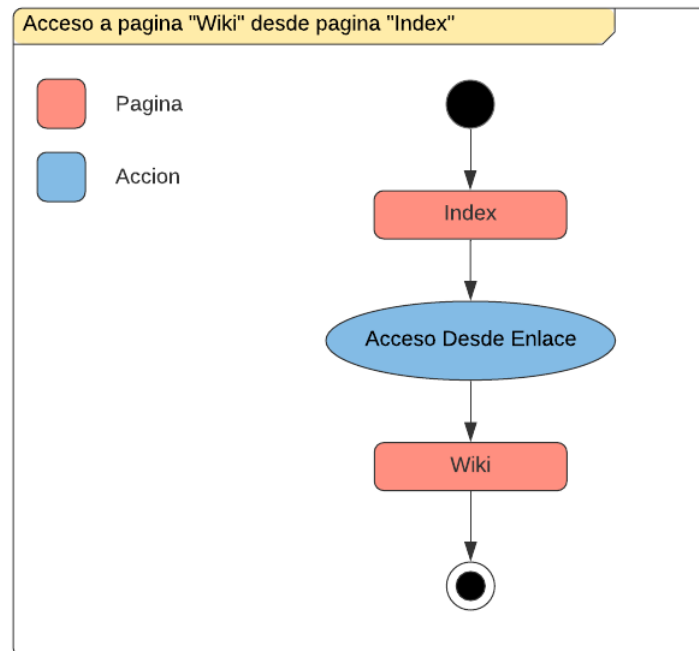 Acceso a pagina "Wiki" desde pagina "Index"
Pagina
Accion
Index
Acceso Desde Enlace
Wiki